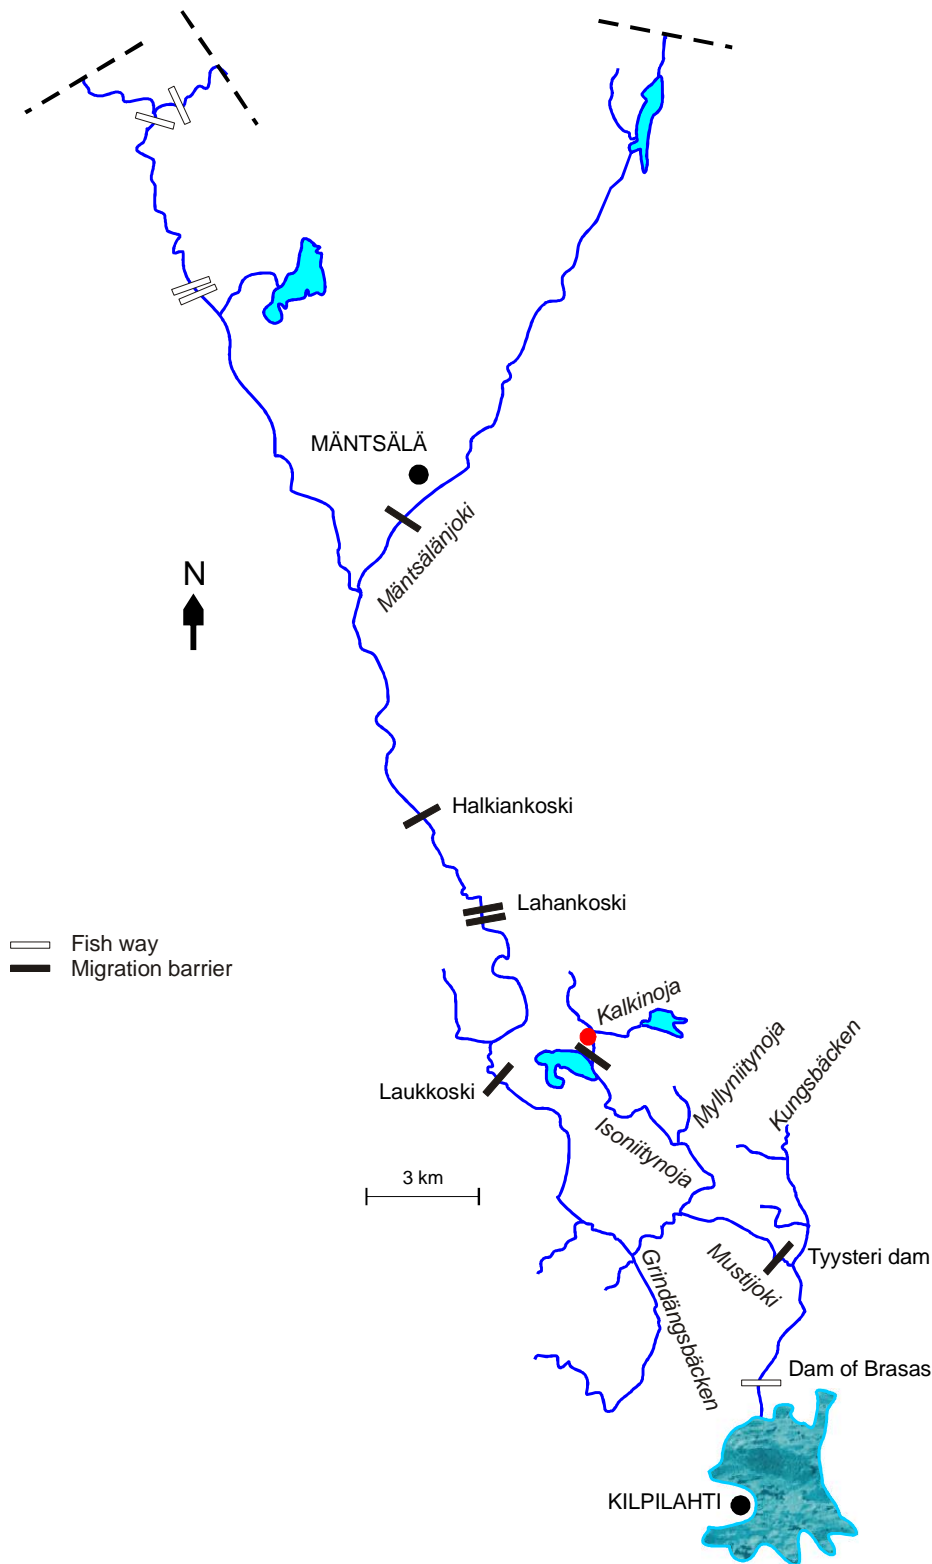 MÄNTSÄLÄ
Mäntsälänjoki
N
Halkiankoski
Lahankoski
Fish way
Migration barrier
Kalkinoja
Myllyniitynoja
Kungsbäcken
Laukkoski
Isoniitynoja
3 km
Grindängsbäcken
Mustijoki
Tyysteri dam
Dam of Brasas
KILPILAHTI